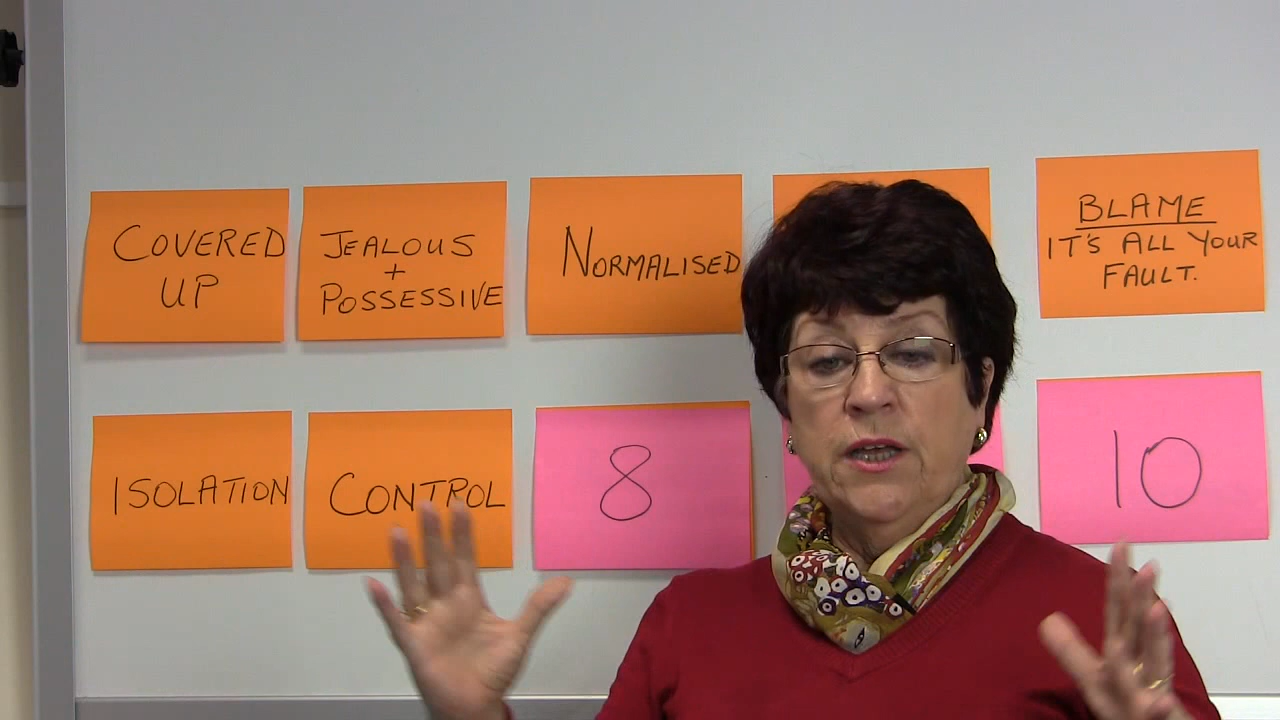 COVERED
UP
JEALOUS
+
POSSESSIVE
NORMALISED
BLAME
IT'S ALL YOUR
FAULT.
ISOLATION
CONTROL
8
10